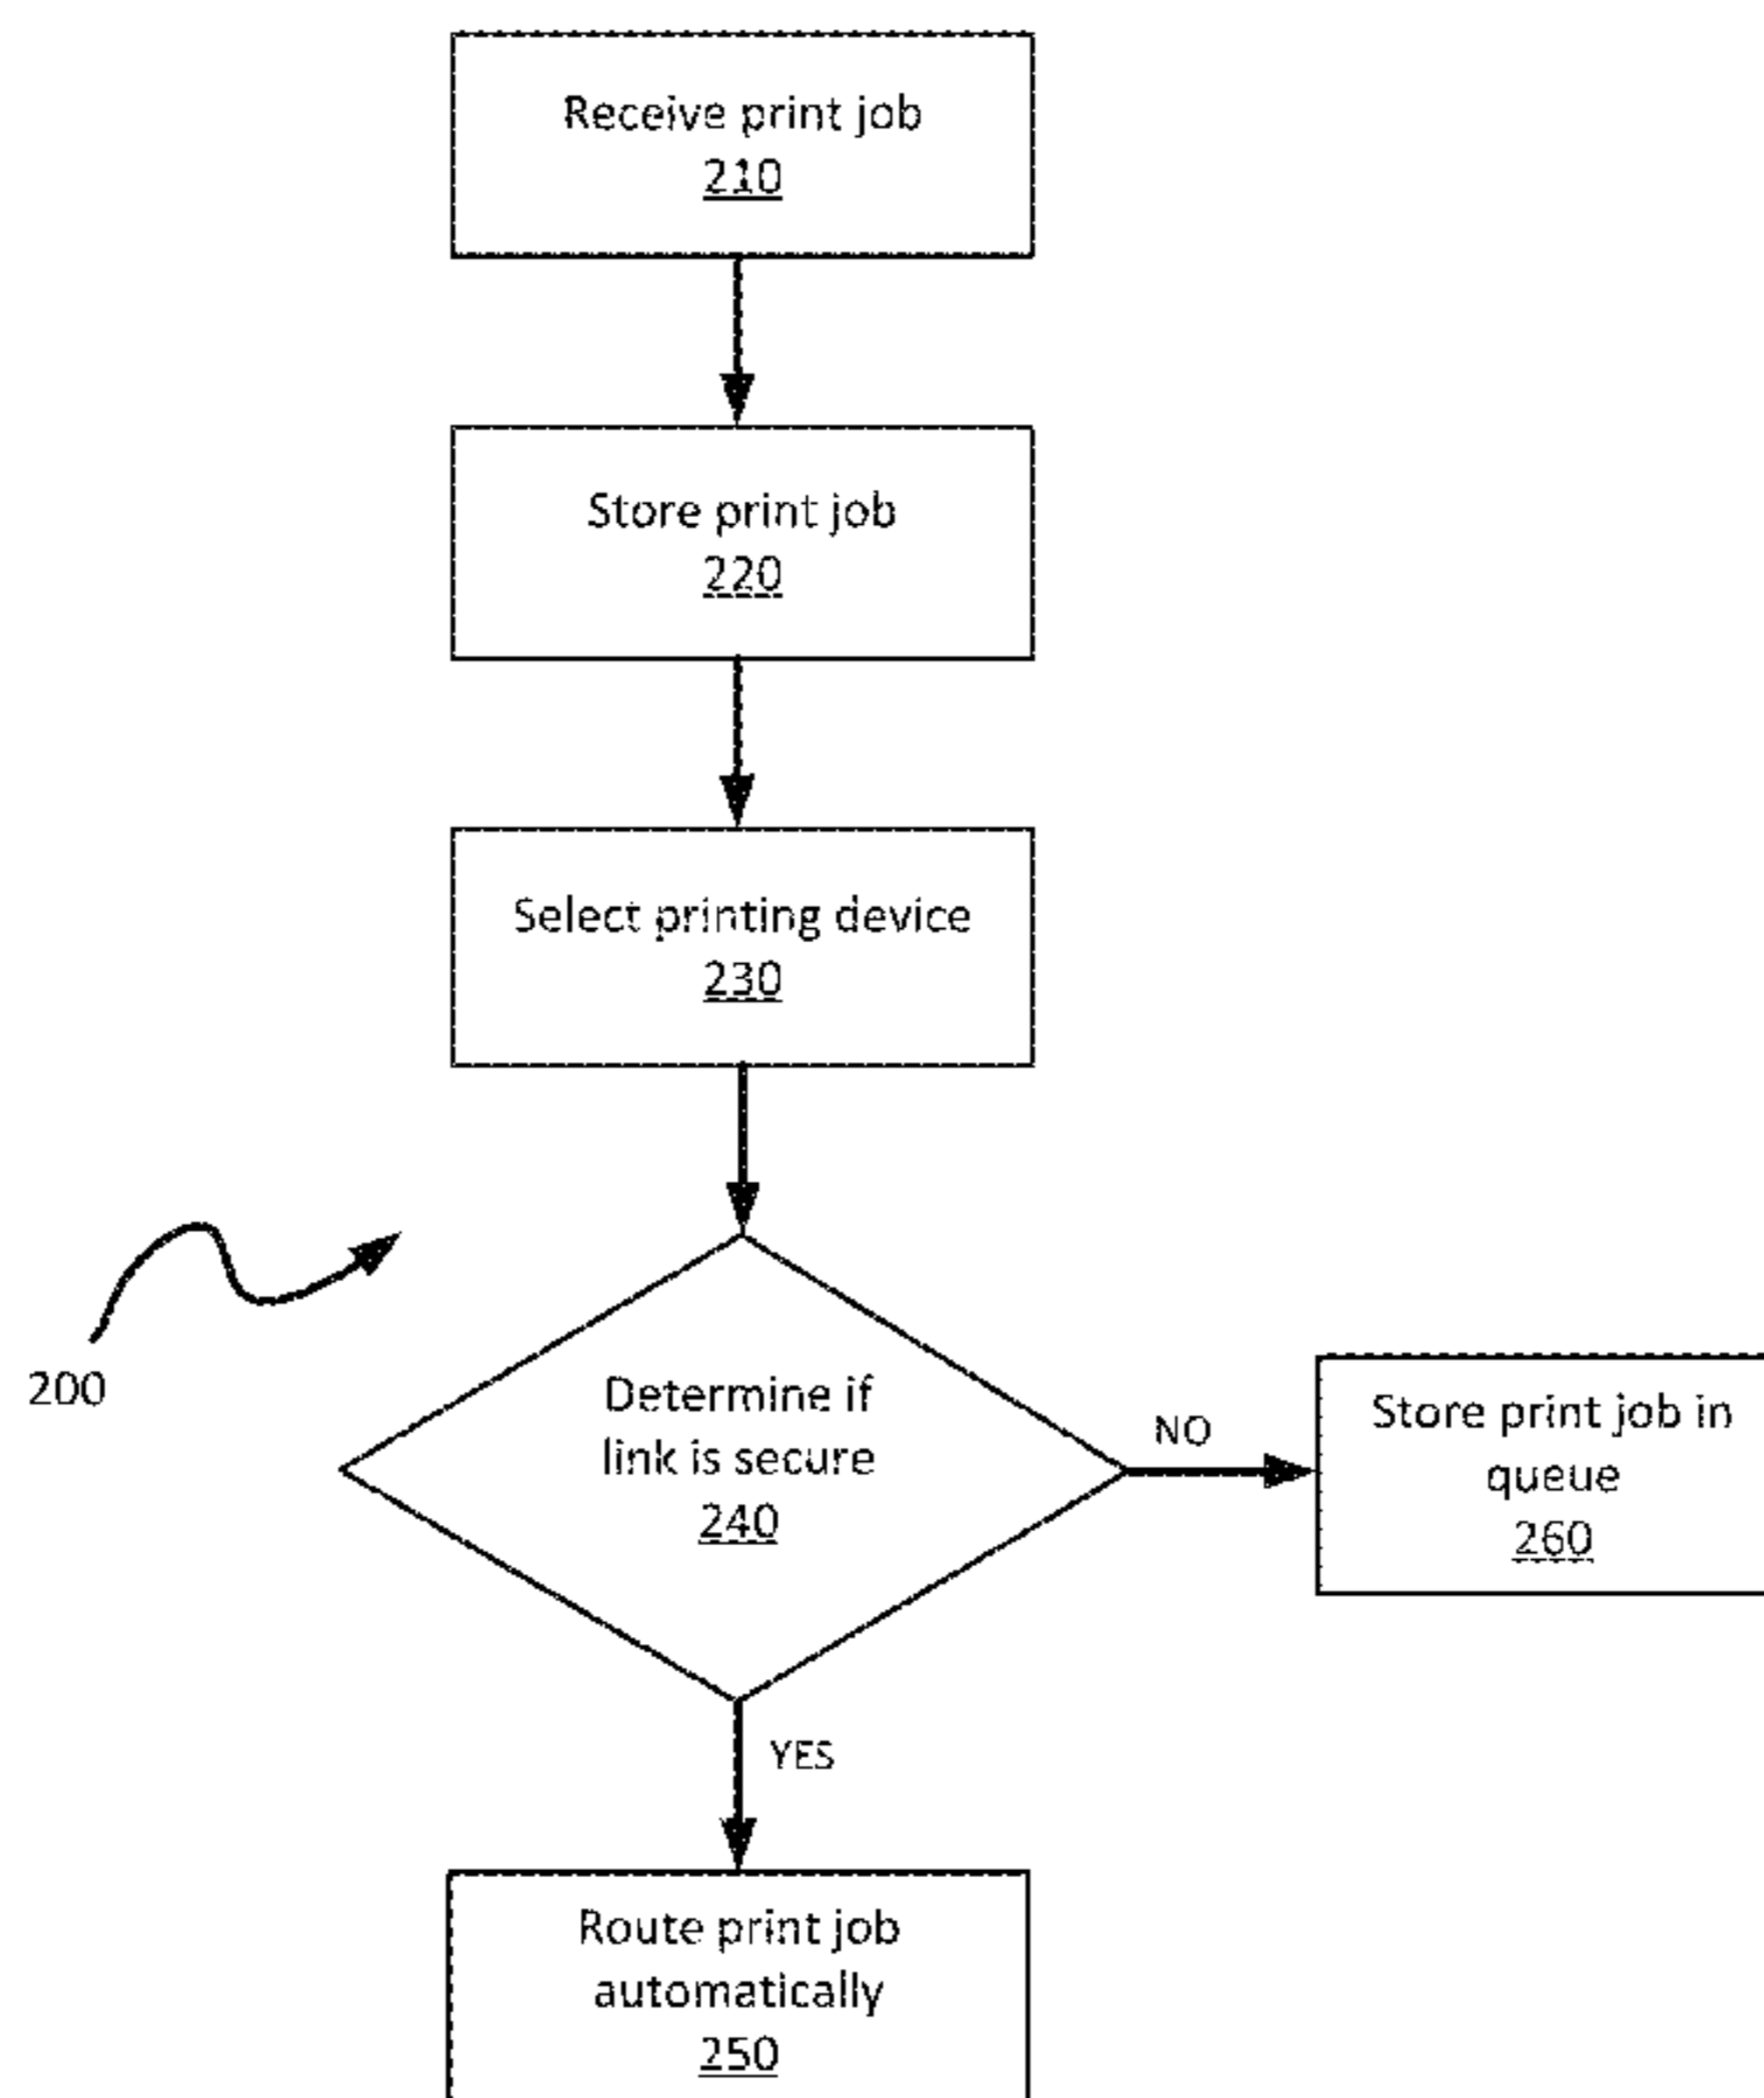 Receive print job
210
Store print job
220
Select printing device
230
200
Determine if
link is secure
240
NO
Store print job in
queue
260
YES
Route print job
automatically
250